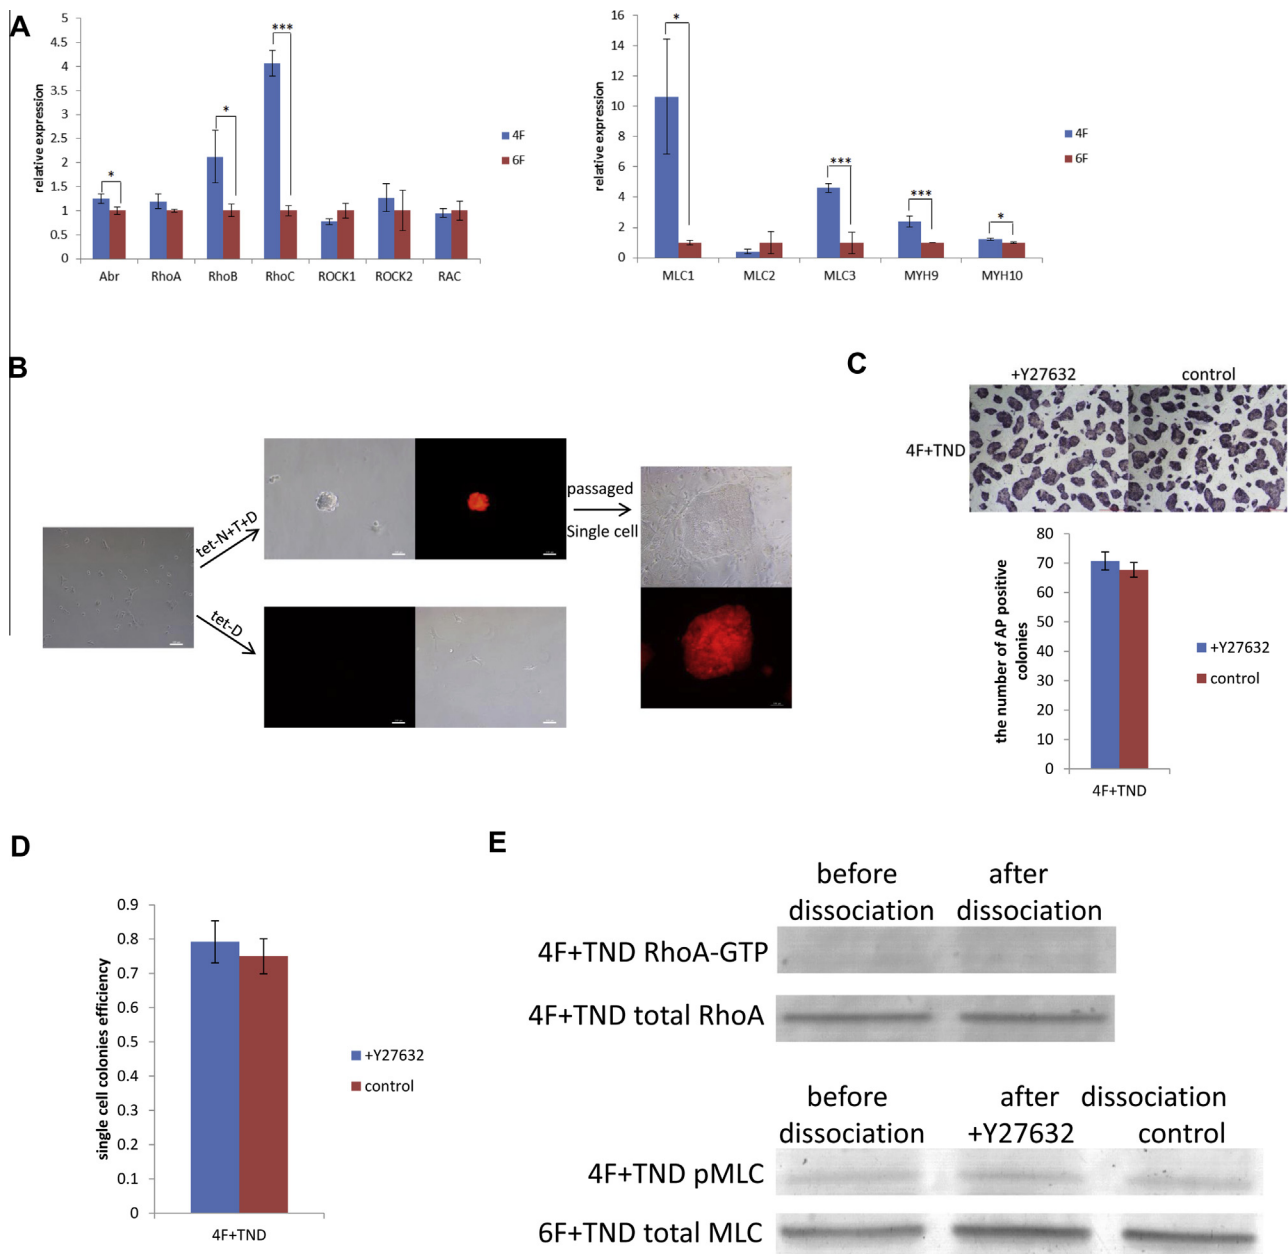 A
relative expression
5
4.5
4
3.5
3
2.5
2
1.5
1
0.5
0
*
*
***
Abr RhoA RhoB RhoC ROCK1 ROCK2 RAC
4F
6F
relative expression
16
14
12
10
8
6
4
2
0
*
***
***
*
MLC1 MLC2 MLC3 MYH9 MYH10
4F
6F
B
tet-N+T+D
tet-D
passaged
Single cell
C
+Y27632 control
4F+TND
the number of AP positive
colonies
80
70
60
50
40
30
20
10
0
4F+TND
+Y27632
control
D
single cell colonies efficiency
0.9
0.8
0.7
0.6
0.5
0.4
0.3
0.2
0.1
0
4F+TND
+Y27632
control
E
before after
dissociation dissociation
4F+TND RhoA-GTP
4F+TND total RhoA
before after dissociation
dissociation +Y27632 control
4F+TND pMLC
6F+TND total MLC